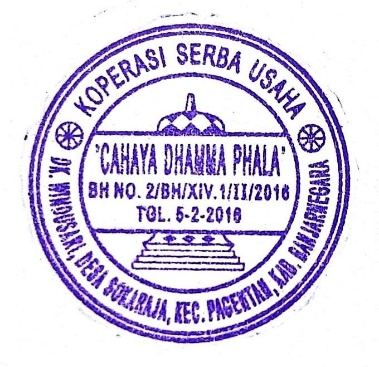 KOPERASI SERBA USAHA
'CAHAYA DHAMMA PHALA'
BH NO. 2/BH/XIV.1/II/2016
TGL. 5-2-2016
DK. WINDUSARI, DESA SOKARAJA, KEC. PAGENTAN, KAB. BANJARNEGARA